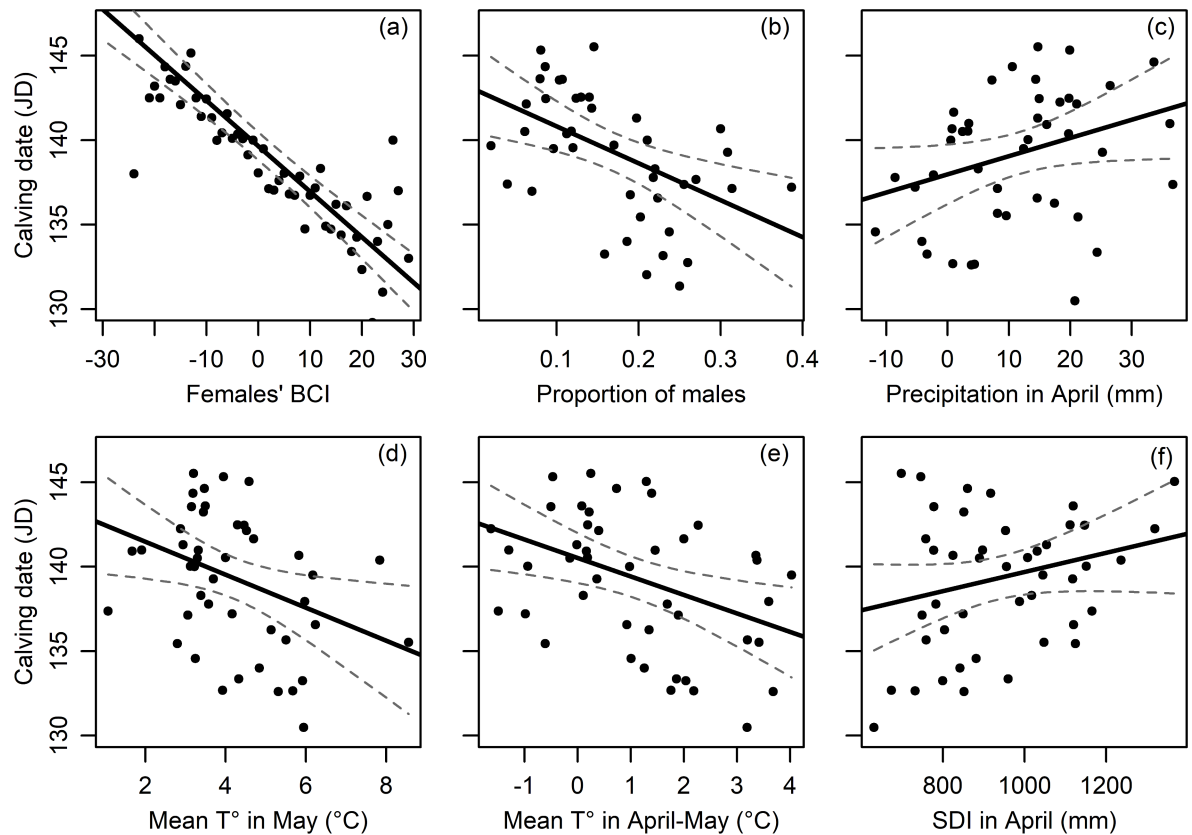 (a) (b) (c)
Calving date (JD)
145
140
135
130
-30 -10 0 10 20 30
0.1 0.2 0.3 0.4
-10 0 10 20 30
Females' BCI Proportion of males Precipitation in April (mm)
(d) (e) (f)
Calving date (JD)
145
140
135
130
2 4 6 8
-1 0 1 2 3 4
800 1000 1200
Mean T° in May (°C) Mean T° in April-May (°C) SDI in April (mm)